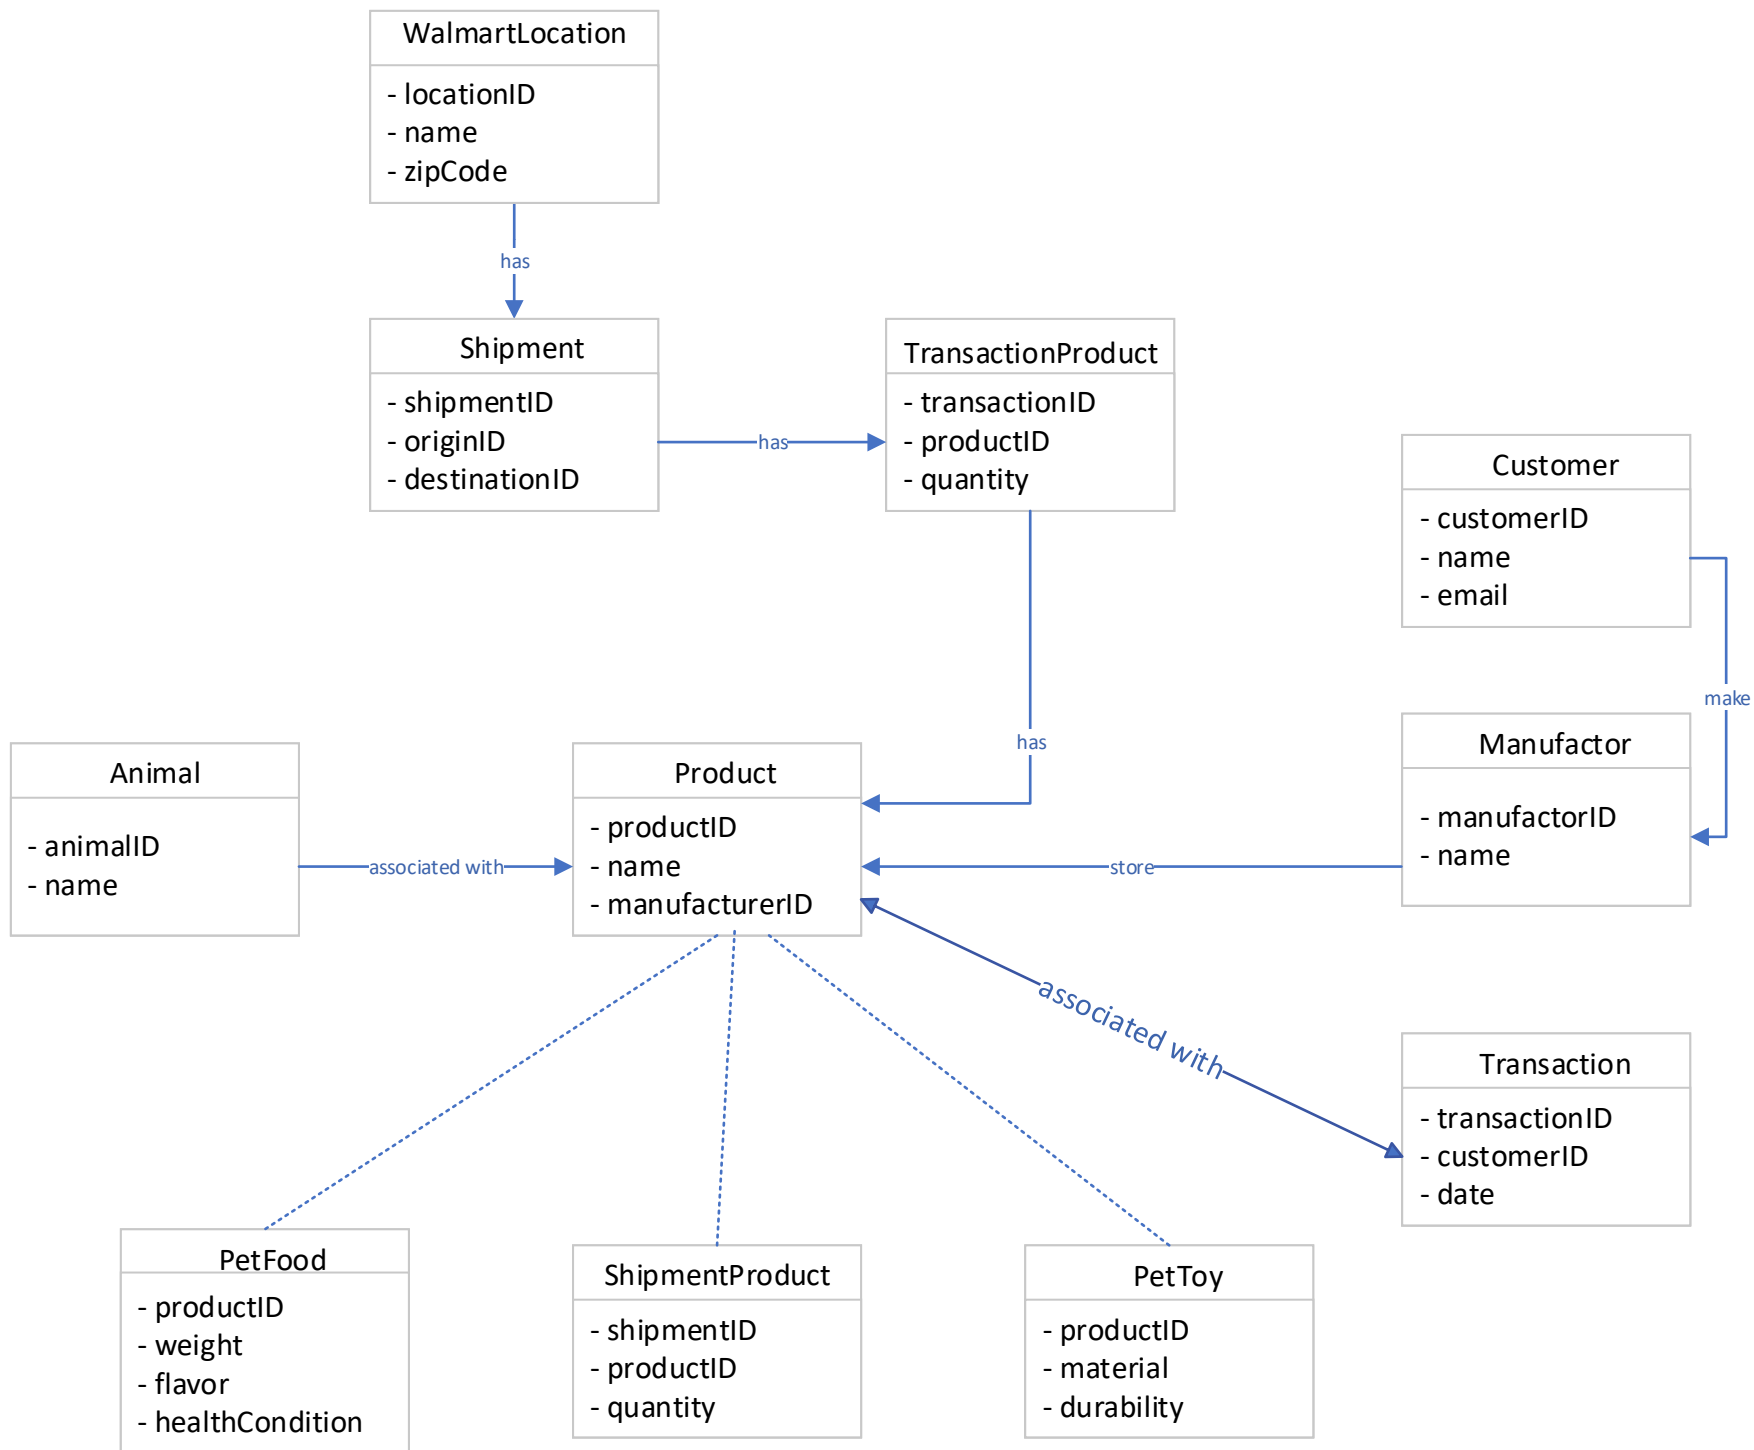 WalmartLocation
- locationID
- name
- zipCode
has
Shipment
- shipmentID
- originID
- destinationID
has
TransactionProduct
- transactionID
- productID
- quantity
Customer
- customerID
- name
- email
make
has
Manufactor
- manufactorID
- name
Animal
- animalID
- name
associated with
Product
- productID
- name
- manufacturerID
store
associated with
Transaction
- transactionID
- customerID
- date
PetFood
- productID
- weight
- flavor
- healthCondition
ShipmentProduct
- shipmentID
- productID
- quantity
PetToy
- productID
- material
- durability